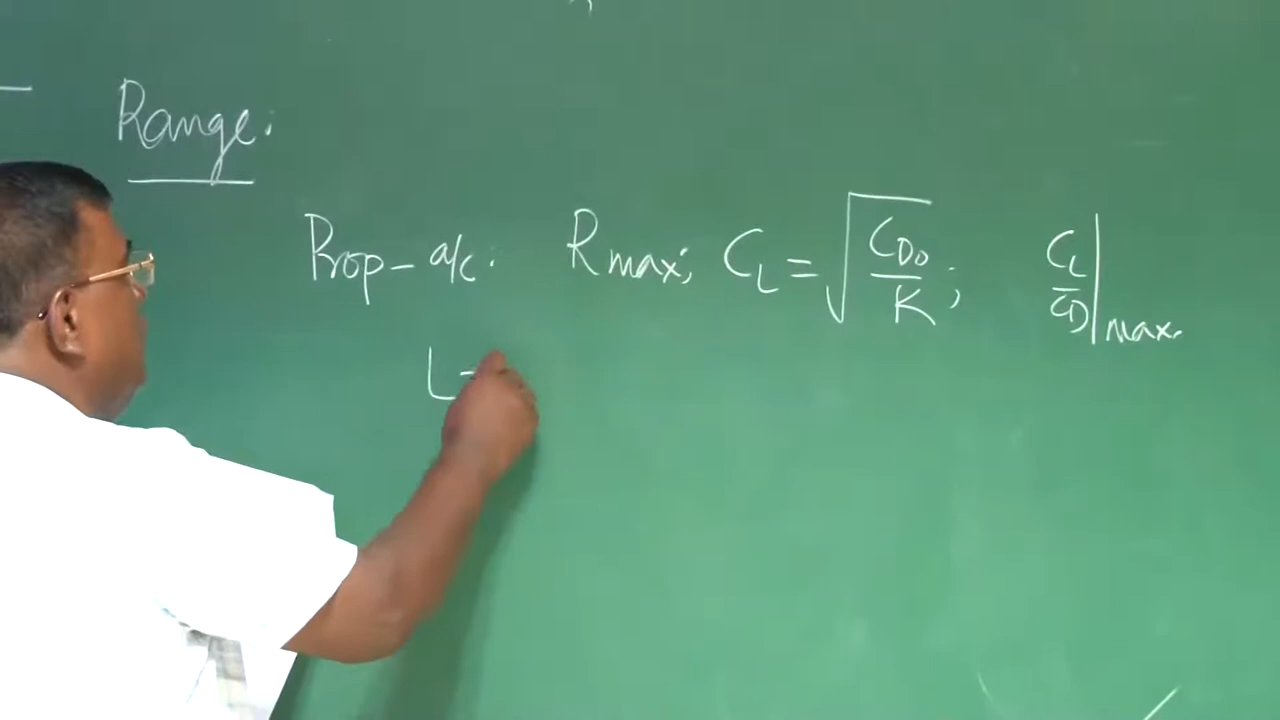 Range:
Prop-a/c: Rmax; CL = √(CD0/K); CL/CD|max.
L=